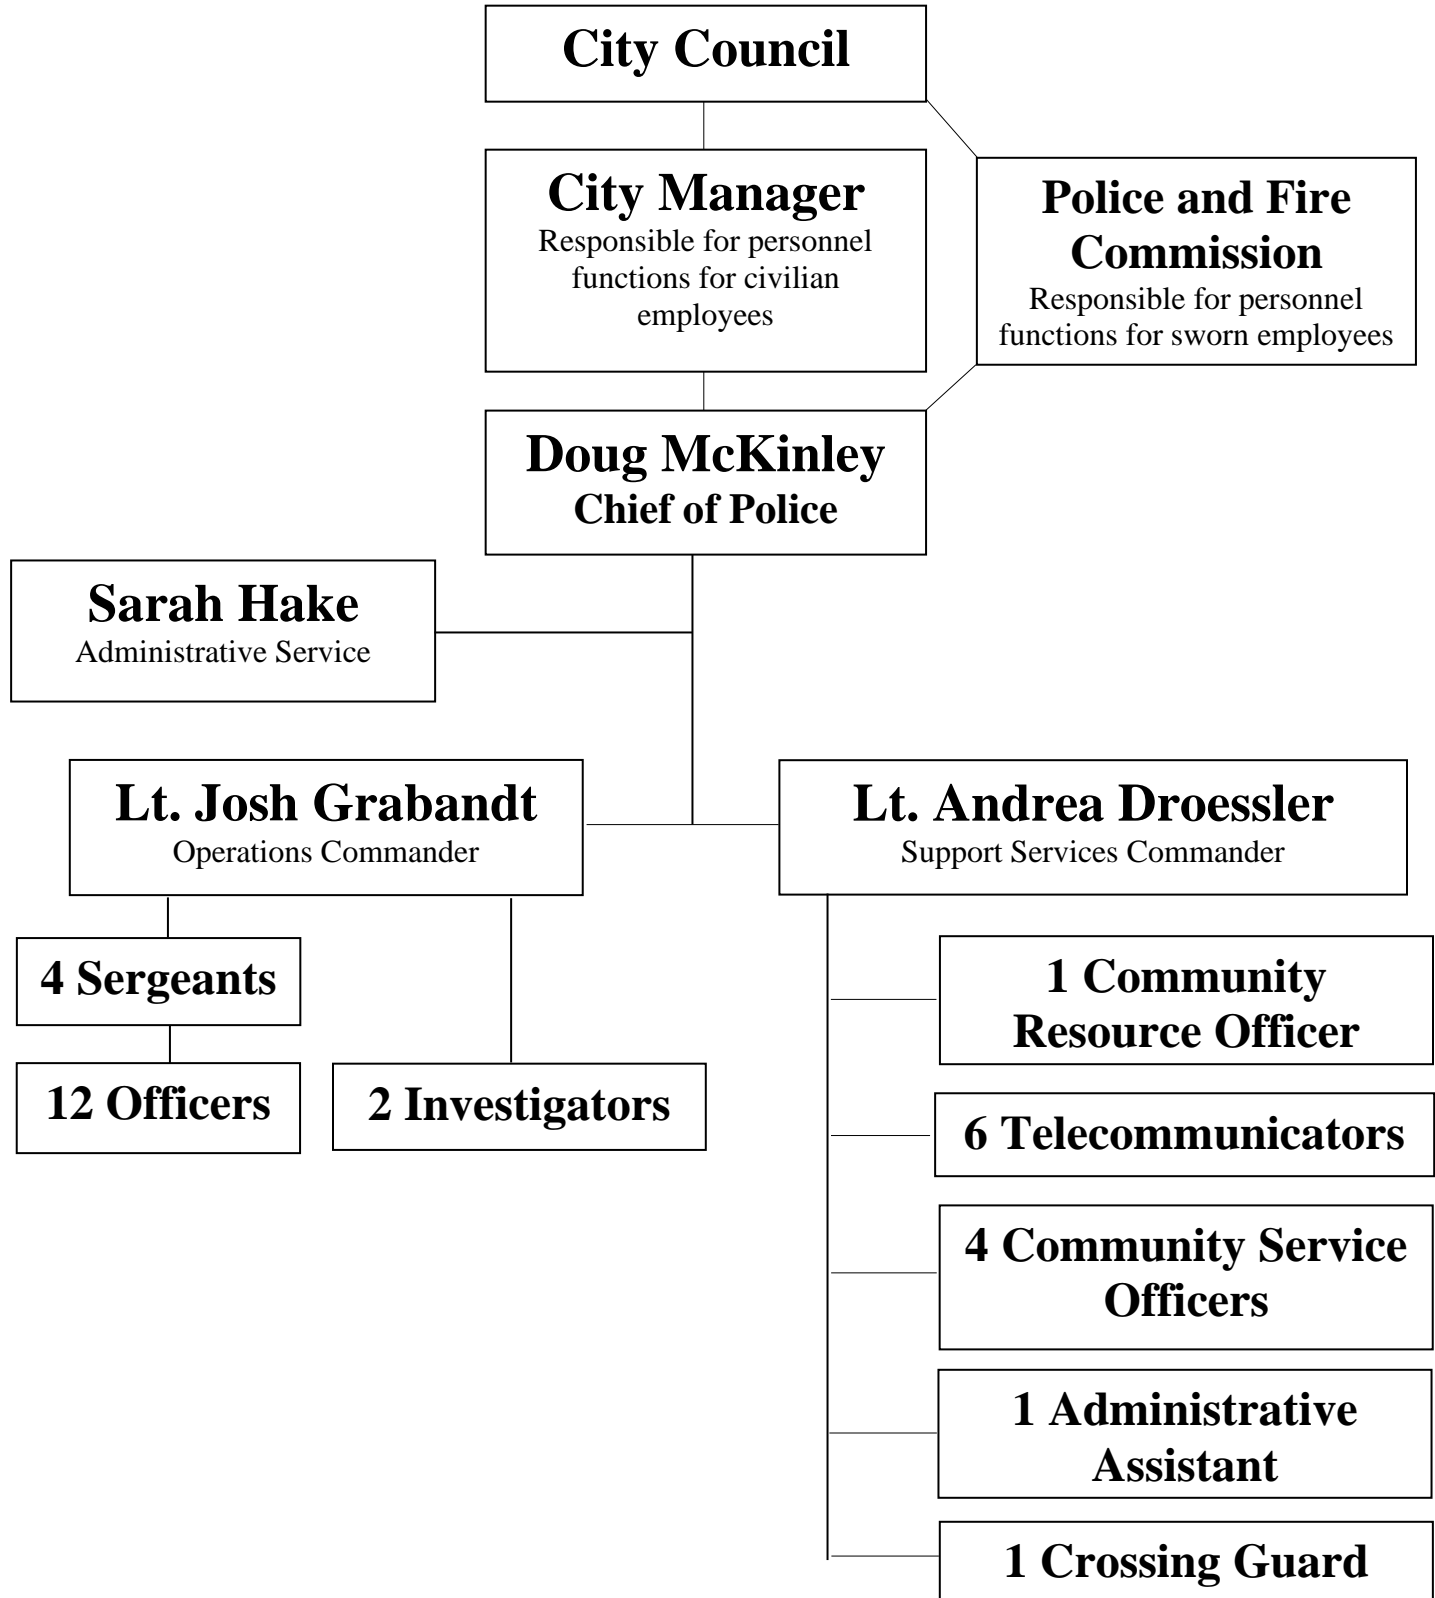 City Council
City Manager
Responsible for personnel
functions for civilian
employees
Police and Fire
Commission
Responsible for personnel
functions for sworn employees
Doug McKinley
Chief of Police
Sarah Hake
Administrative Service
Lt. Josh Grabandt
Operations Commander
Lt. Andrea Droessler
Support Services Commander
4 Sergeants
12 Officers
2 Investigators
1 Community
Resource Officer
6 Telecommunicators
4 Community Service
Officers
1 Administrative
Assistant
1 Crossing Guard